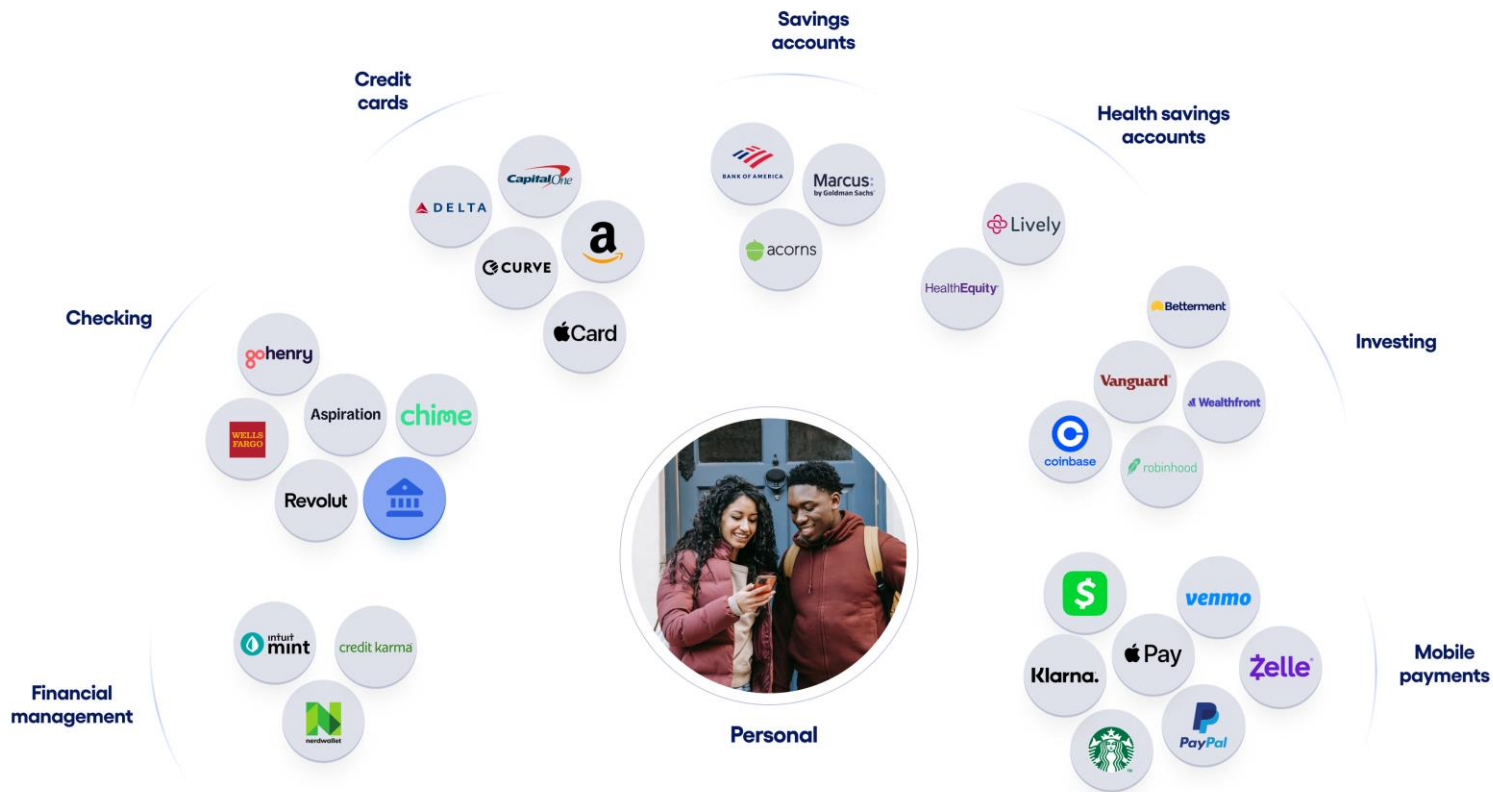 Savings
accounts
Credit
cards
Health savings
accounts
Checking
Investing
Financial
management
Mobile
payments
Personal
DELTA
CapitalOne
CURVE
a
Card
BANK OF AMERICA
Marcus:
by Goldman Sachs
acorns
Lively
HealthEquity
gohenry
WELLS
FARGO
Aspiration
chime
Revolut
Betterment
Vanguard
Wealthfront
coinbase
robinhood
intuit
mint
credit karma
N
nerdwallet
$
venmo
Klarna.
Pay
Zelle
PayPal